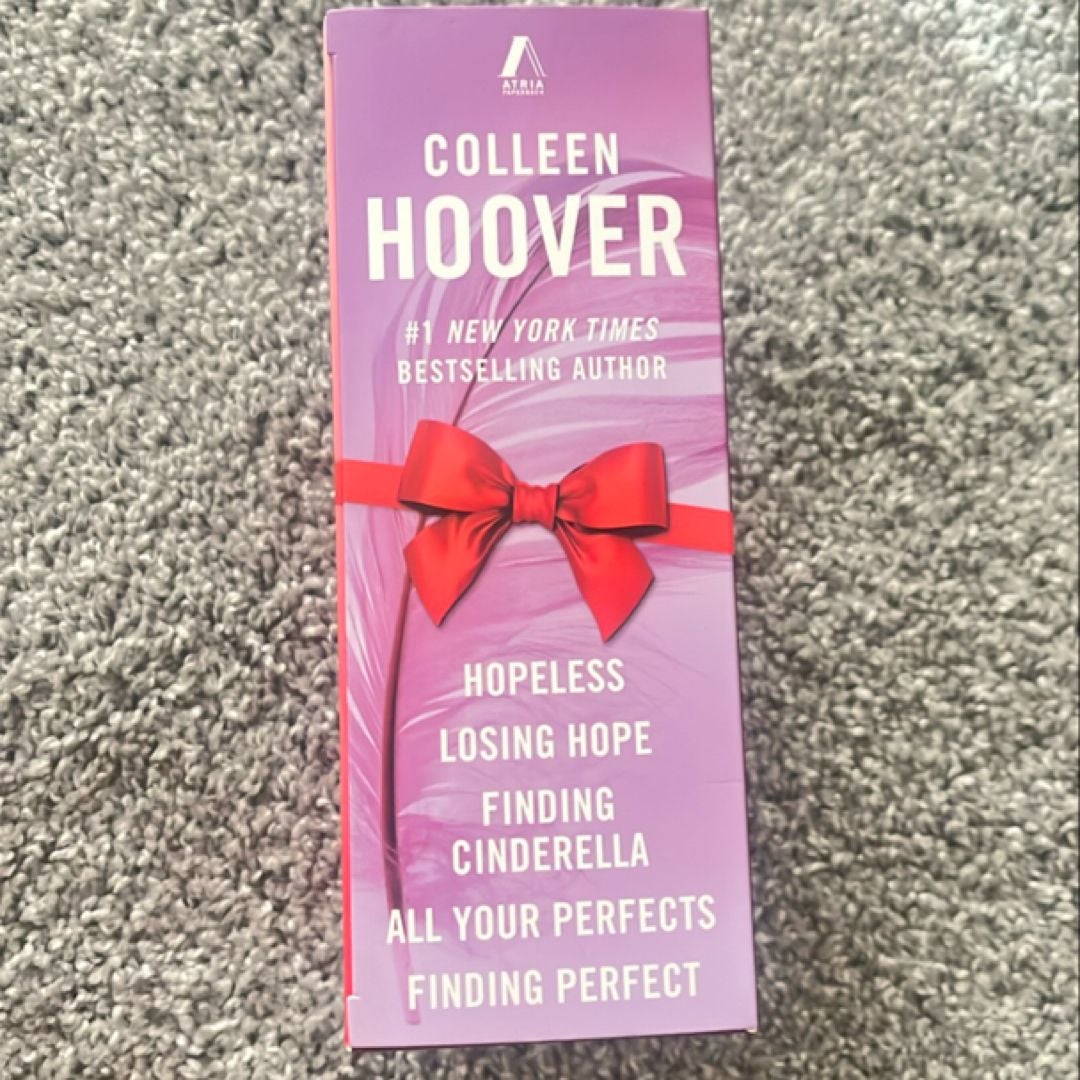 ATRIA
PAPERBACK
COLLEEN
HOOVER
#1 NEW YORK TIMES
BESTSELLING AUTHOR
HOPELESS
LOSING HOPE
FINDING
CINDERELLA
ALL YOUR PERFECTS
FINDING PERFECT